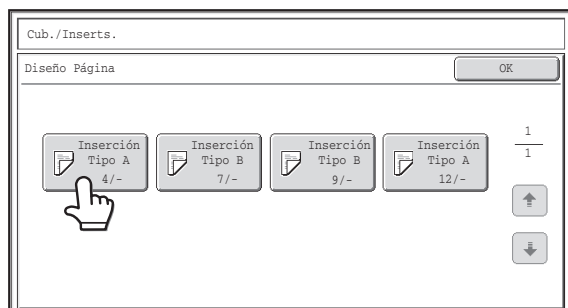 Cub./Inserts.
Diseño Página
OK
Inserción
Tipo A
4/-
Inserción
Tipo B
7/-
Inserción
Tipo B
9/-
Inserción
Tipo A
12/-
1
1